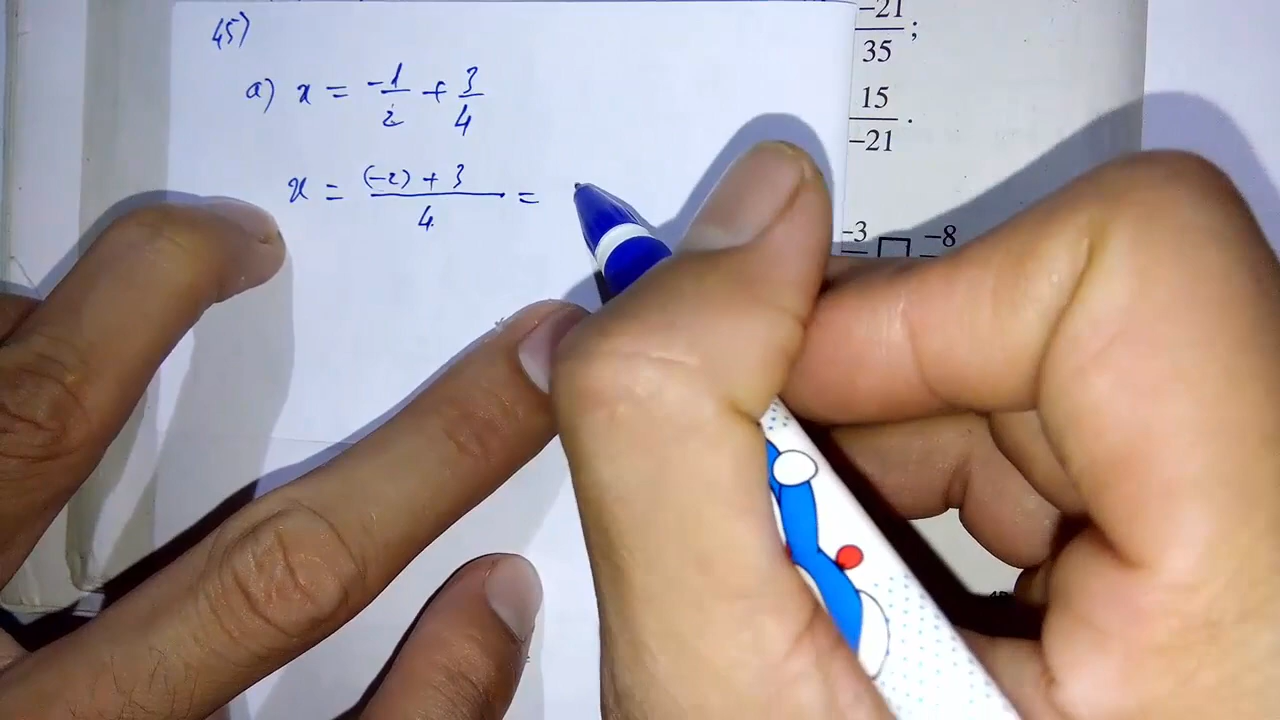 45)
a) x = -1/2 + 3/4
x = (-2) + 3 / 4 =
-21/35 ;
15/-21 .
-3 □ -8